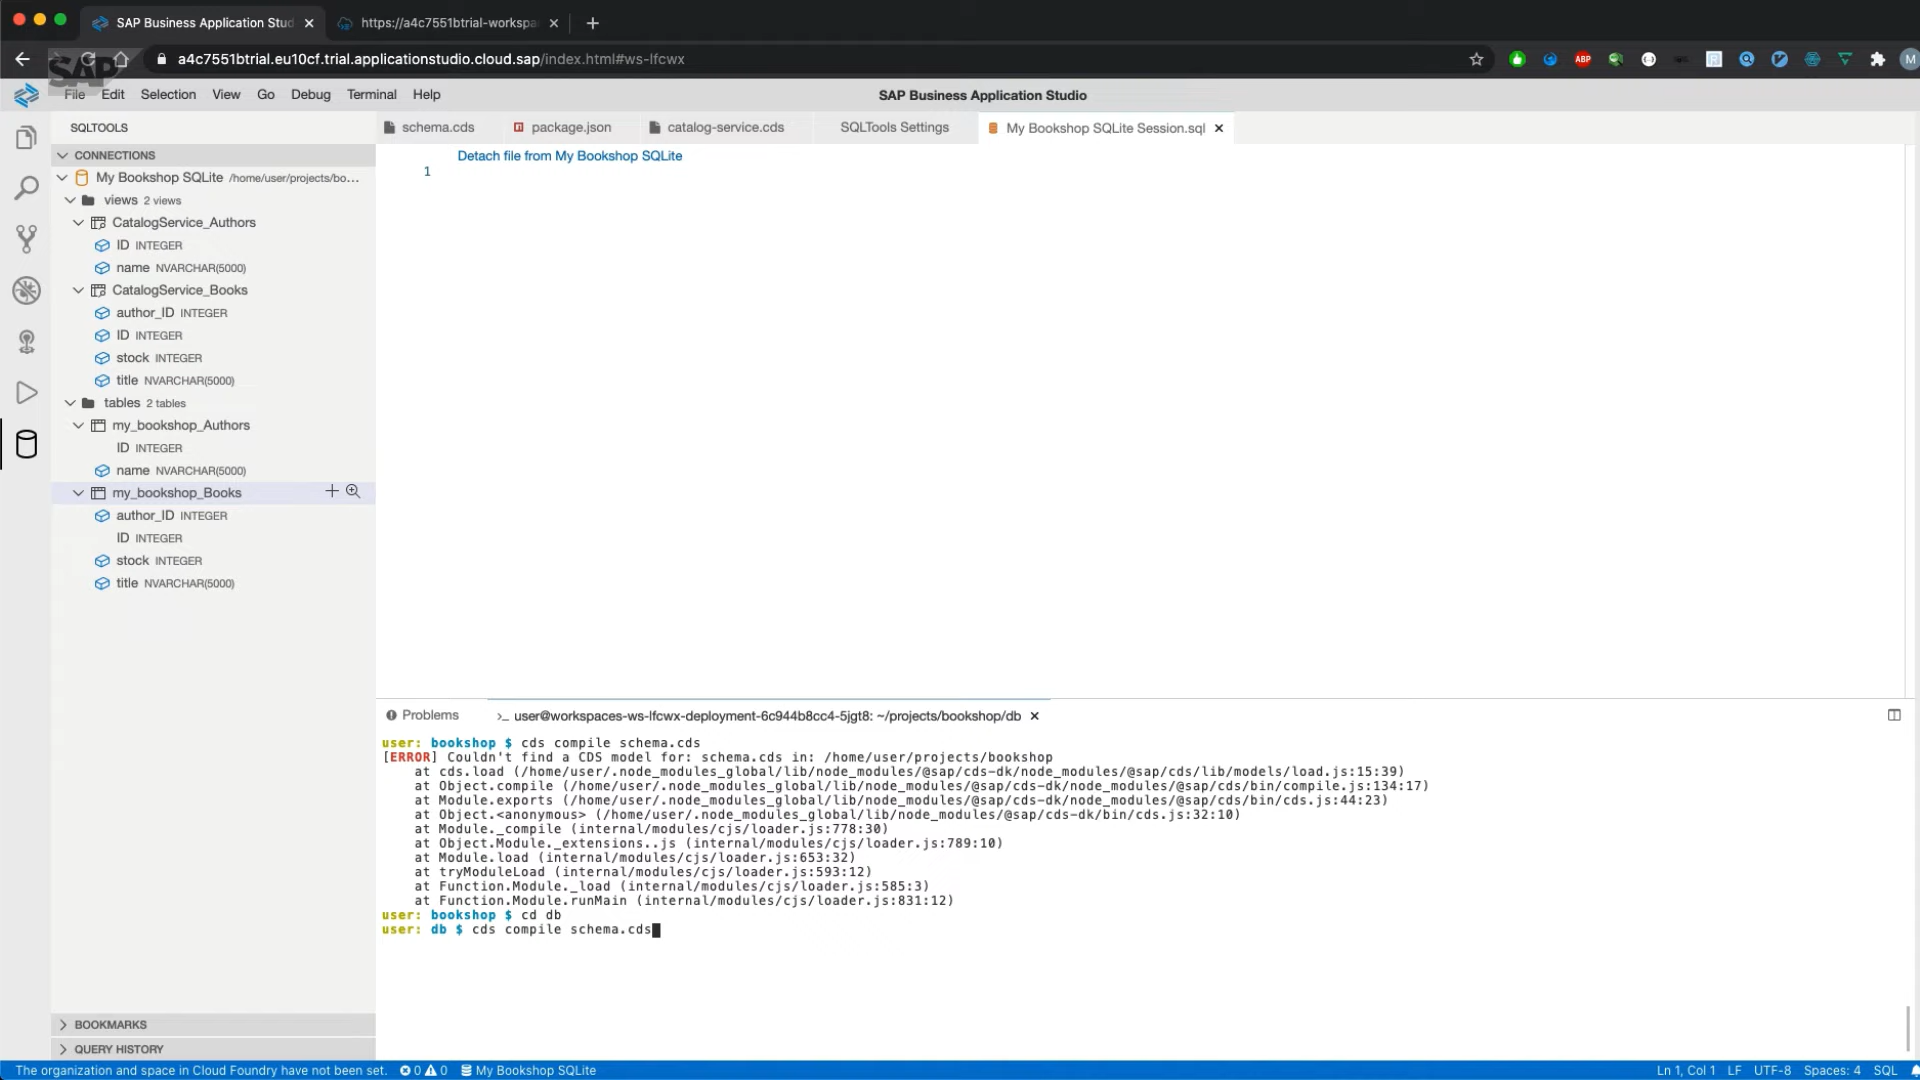 SAP Business Application Stud
https://a4c7551btrial-workspa
a4c7551btrial.eu10cf.trial.applicationstudio.cloud.sap/index.html#ws-lfcwx
ABP
M
SAP
File Edit Selection View Go Debug Terminal Help
SAP Business Application Studio
SQLTOOLS
schema.cds
package.json
catalog-service.cds
SQLTools Settings
My Bookshop SQLite Session.sql
CONNECTIONS
My Bookshop SQLite /home/user/projects/bo...
views 2 views
CatalogService_Authors
ID INTEGER
name NVARCHAR(5000)
CatalogService_Books
author_ID INTEGER
ID INTEGER
stock INTEGER
title NVARCHAR(5000)
tables 2 tables
my_bookshop_Authors
ID INTEGER
name NVARCHAR(5000)
my_bookshop_Books
author_ID INTEGER
ID INTEGER
stock INTEGER
title NVARCHAR(5000)
BOOKMARKS
QUERY HISTORY
Detach file from My Bookshop SQLite
1
Problems
>_ user@workspaces-ws-lfcwx-deployment-6c944b8cc4-5jgt8: ~/projects/bookshop/db
user: bookshop $ cds compile schema.cds
[ERROR] Couldn't find a CDS model for: schema.cds in: /home/user/projects/bookshop
at cds.load (/home/user/.node_modules_global/lib/node_modules/@sap/cds-dk/node_modules/@sap/cds/lib/models/load.js:15:39)
at Object.compile (/home/user/.node_modules_global/lib/node_modules/@sap/cds-dk/node_modules/@sap/cds/bin/compile.js:134:17)
at Module.exports (/home/user/.node_modules_global/lib/node_modules/@sap/cds-dk/node_modules/@sap/cds/bin/cds.js:44:23)
at Object.<anonymous> (/home/user/.node_modules_global/lib/node_modules/@sap/cds-dk/bin/cds.js:32:10)
at Module._compile (internal/modules/cjs/loader.js:778:30)
at Object.Module._extensions..js (internal/modules/cjs/loader.js:789:10)
at Module.load (internal/modules/cjs/loader.js:653:32)
at tryModuleLoad (internal/modules/cjs/loader.js:593:12)
at Function.Module._load (internal/modules/cjs/loader.js:585:3)
at Function.Module.runMain (internal/modules/cjs/loader.js:831:12)
user: bookshop $ cd db
user: db $ cds compile schema.cds
The organization and space in Cloud Foundry have not been set. 0 0 My Bookshop SQLite
Ln 1, Col 1 LF UTF-8 Spaces: 4 SQL